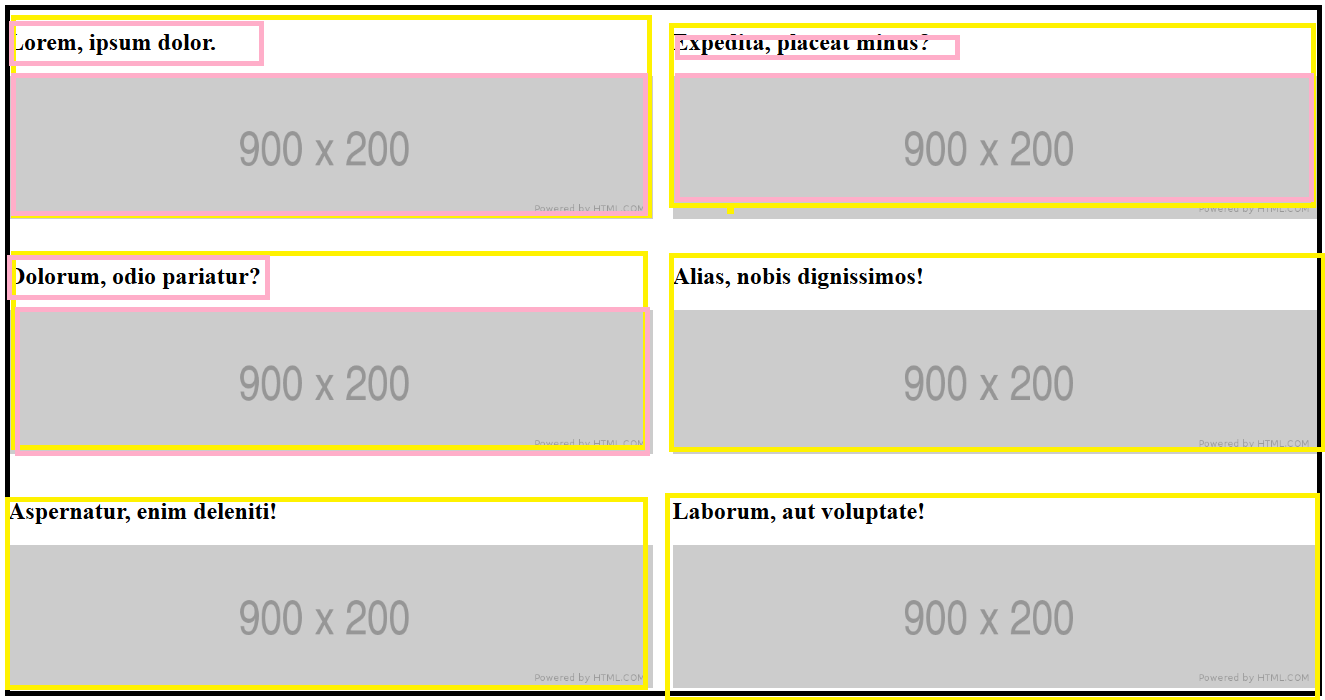 Lorem, ipsum dolor.
Expedita, placeat minus?
900 x 200
Powered by HTML.COM
900 x 200
Powered by HTML.COM
Dolorum, odio pariatur?
Alias, nobis dignissimos!
900 x 200
Powered by HTML.COM
900 x 200
Powered by HTML.COM
Aspernatur, enim deleniti!
Laborum, aut voluptate!
900 x 200
Powered by HTML.COM
900 x 200
Powered by HTML.COM